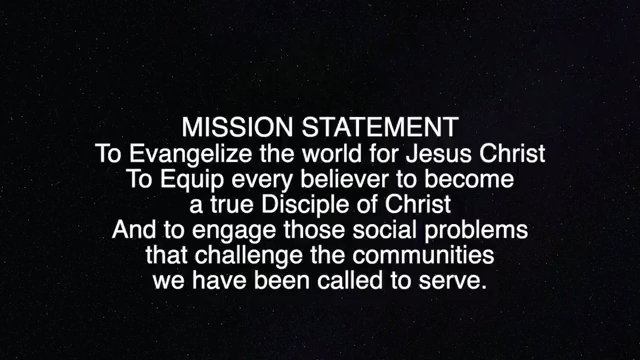 MISSION STATEMENT
To Evangelize the world for Jesus Christ
To Equip every believer to become
a true Disciple of Christ
And to engage those social problems
that challenge the communities
we have been called to serve.